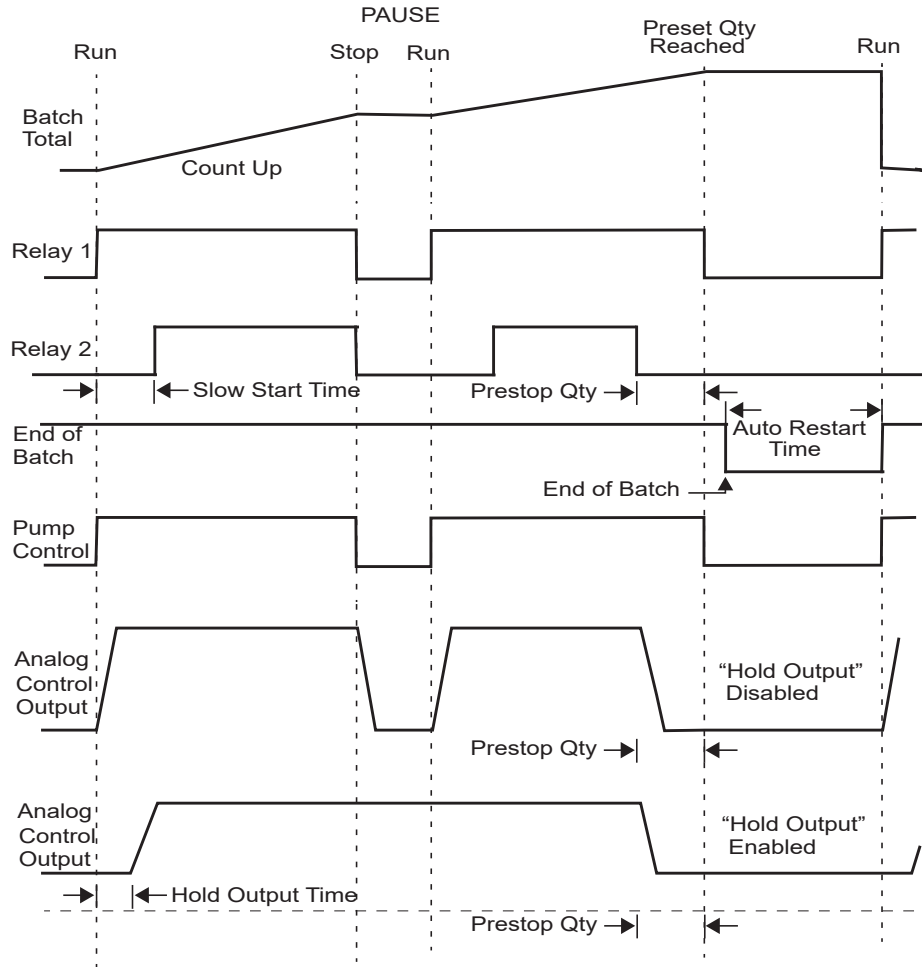 PAUSE
Run
Stop
Run
Preset Qty
Reached
Run
Batch
Total
Count Up
Relay 1
Relay 2
Slow Start Time
Prestop Qty
End of
Batch
Auto Restart
Time
End of Batch
Pump
Control
Analog
Control
Output
“Hold Output”
Disabled
Prestop Qty
Analog
Control
Output
“Hold Output”
Enabled
Hold Output Time
Prestop Qty